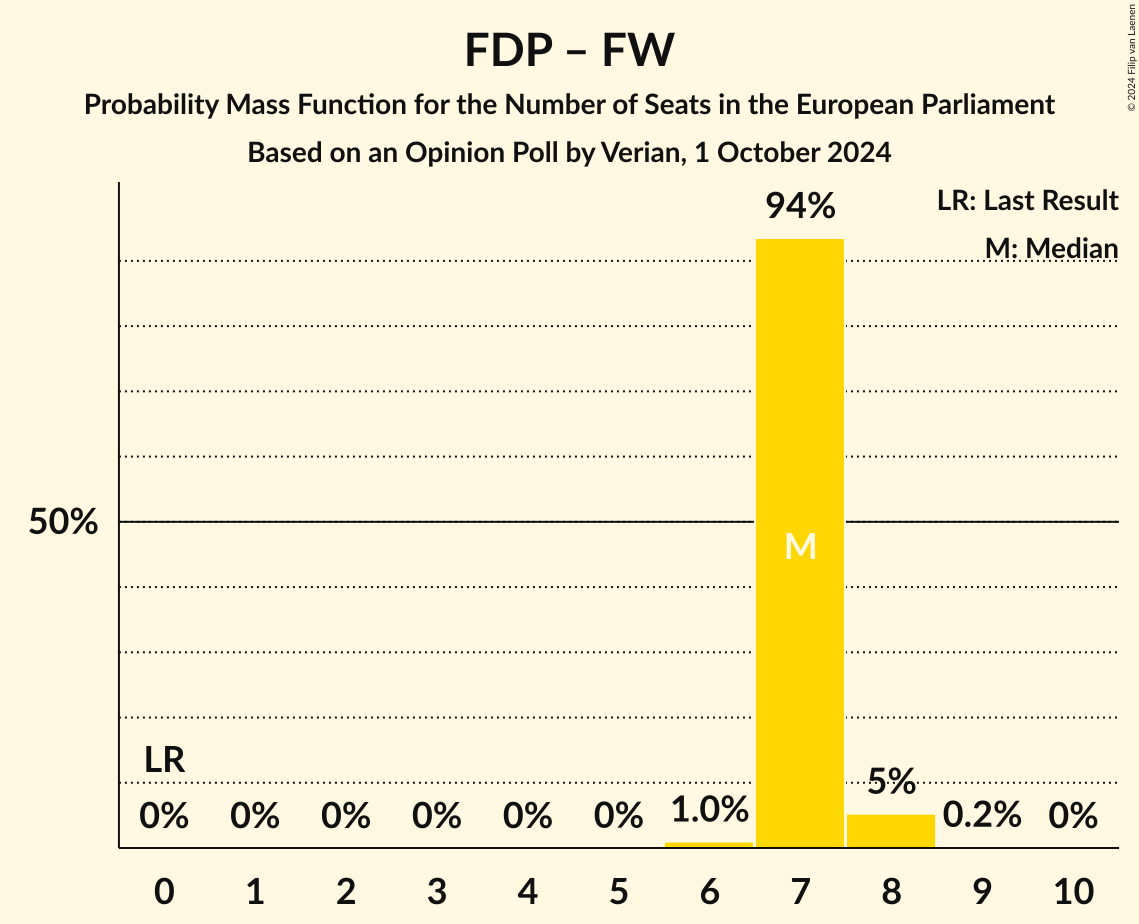 FDP – FW
Probability Mass Function for the Number of Seats in the European Parliament
Based on an Opinion Poll by Verian, 1 October 2024
© 2024 Filip van Laenen
LR: Last Result
M: Median
94%
50%
M
LR
0% 0% 0% 0% 0% 0% 1.0% 5% 0.2% 0%
0 1 2 3 4 5 6 7 8 9 10